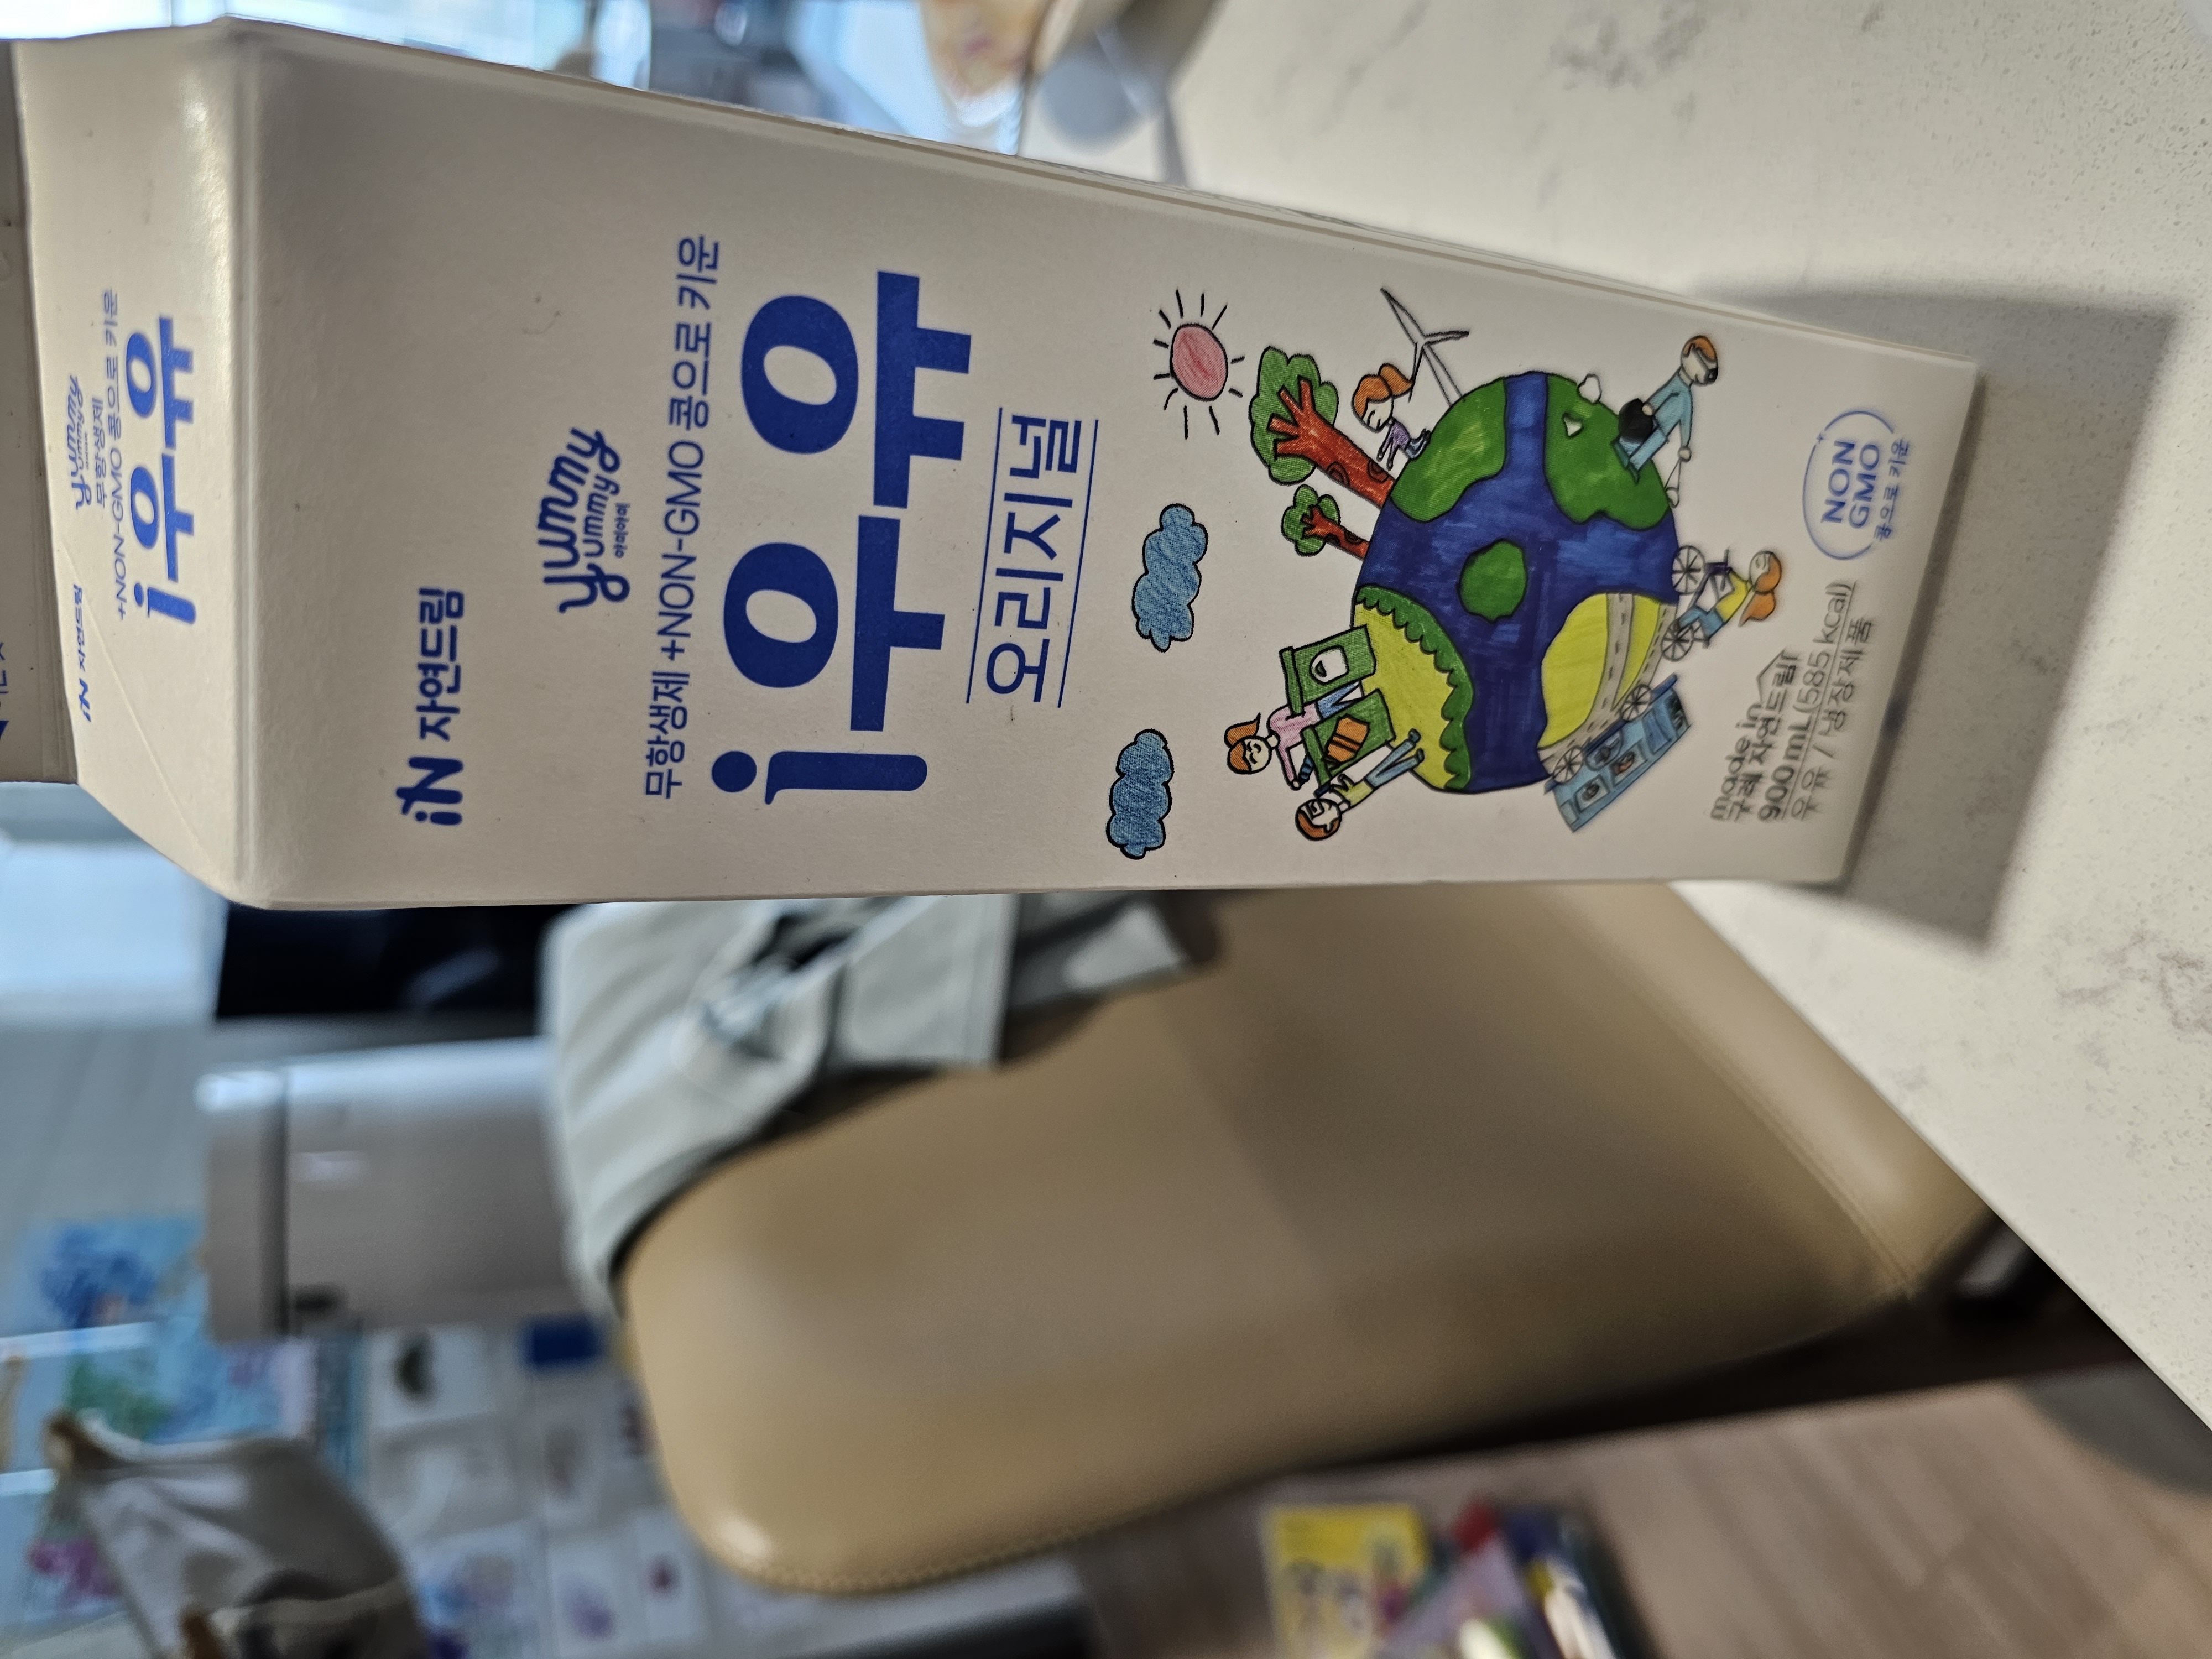 yummy
무항생제
+NON-GMO 콩으로 키운
i우유
iN 자연드림
iN 자연드림
yummy
yummy
야미야미
무항생제 +NON-GMO 콩으로 키운
i우유
오리지널
made in
구례 자연드림
900 mL (585 kcal)
우유 / 냉장제품
NON
GMO
콩으로 키운